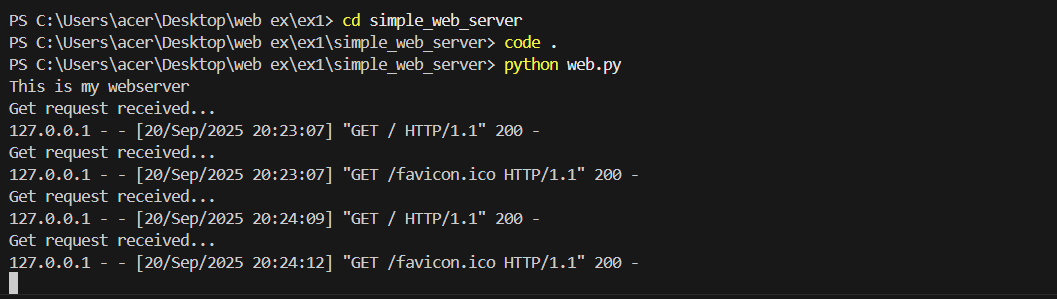 PS C:\Users\acer\Desktop\web ex\ex1> cd simple_web_server
PS C:\Users\acer\Desktop\web ex\ex1\simple_web_server> code .
PS C:\Users\acer\Desktop\web ex\ex1\simple_web_server> python web.py
This is my webserver
Get request received...
127.0.0.1 - - [20/Sep/2025 20:23:07] "GET / HTTP/1.1" 200 -
Get request received...
127.0.0.1 - - [20/Sep/2025 20:23:07] "GET /favicon.ico HTTP/1.1" 200 -
Get request received...
127.0.0.1 - - [20/Sep/2025 20:24:09] "GET / HTTP/1.1" 200 -
Get request received...
127.0.0.1 - - [20/Sep/2025 20:24:12] "GET /favicon.ico HTTP/1.1" 200 -